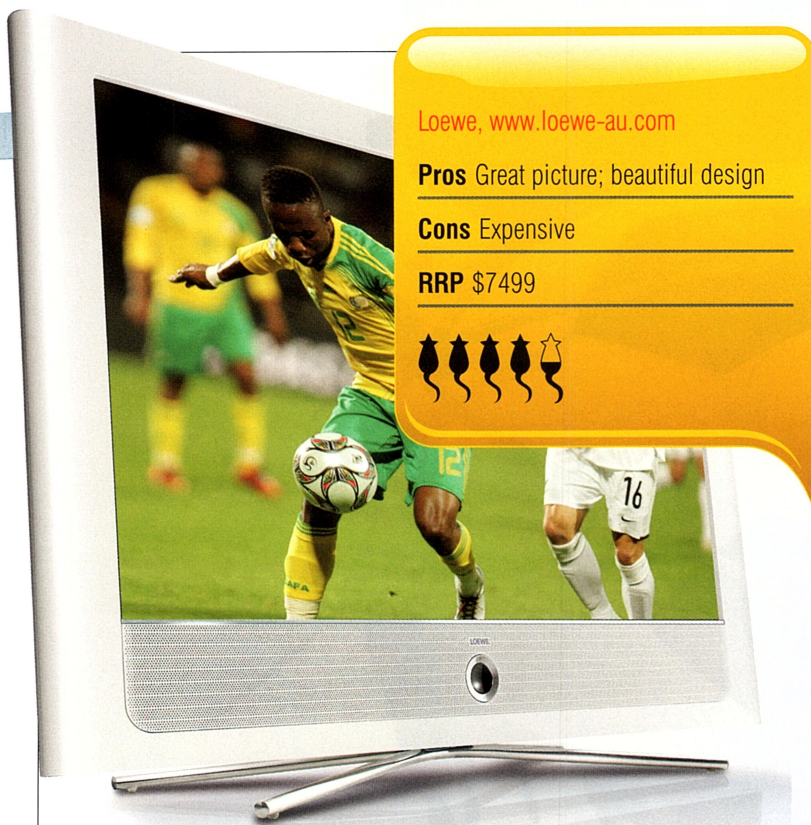 Loewe, www.loewe-au.com
Pros Great picture; beautiful design
Cons Expensive
RRP $7499
12
12
16
LOEWE.